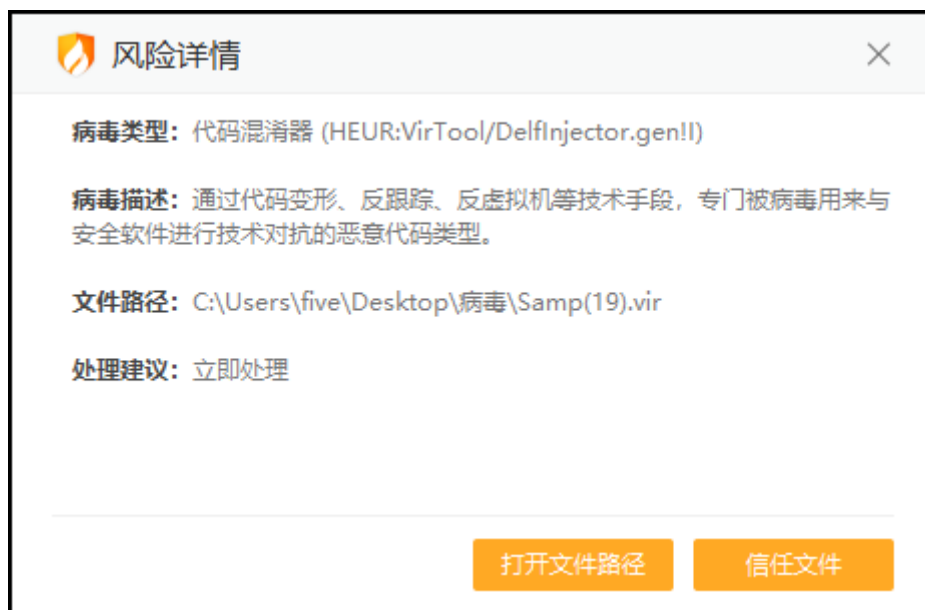 风险详情
病毒类型：代码混淆器 (HEUR:VirTool/DelfInjector.gen!I)
病毒描述：通过代码变形、反跟踪、反虚拟机等技术手段，专门被病毒用来与
安全软件进行技术对抗的恶意代码类型。
文件路径：C:\Users\five\Desktop\病毒\Samp(19).vir
处理建议：立即处理
打开文件路径
信任文件